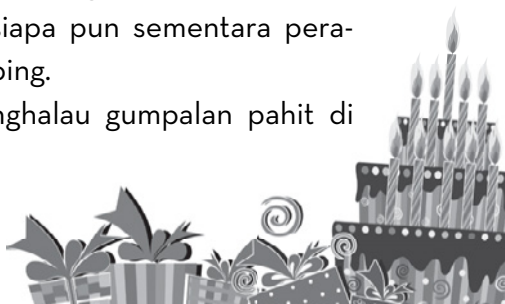 siapa pun sementara pera-
ping.
nghalau gumpalan pahit di